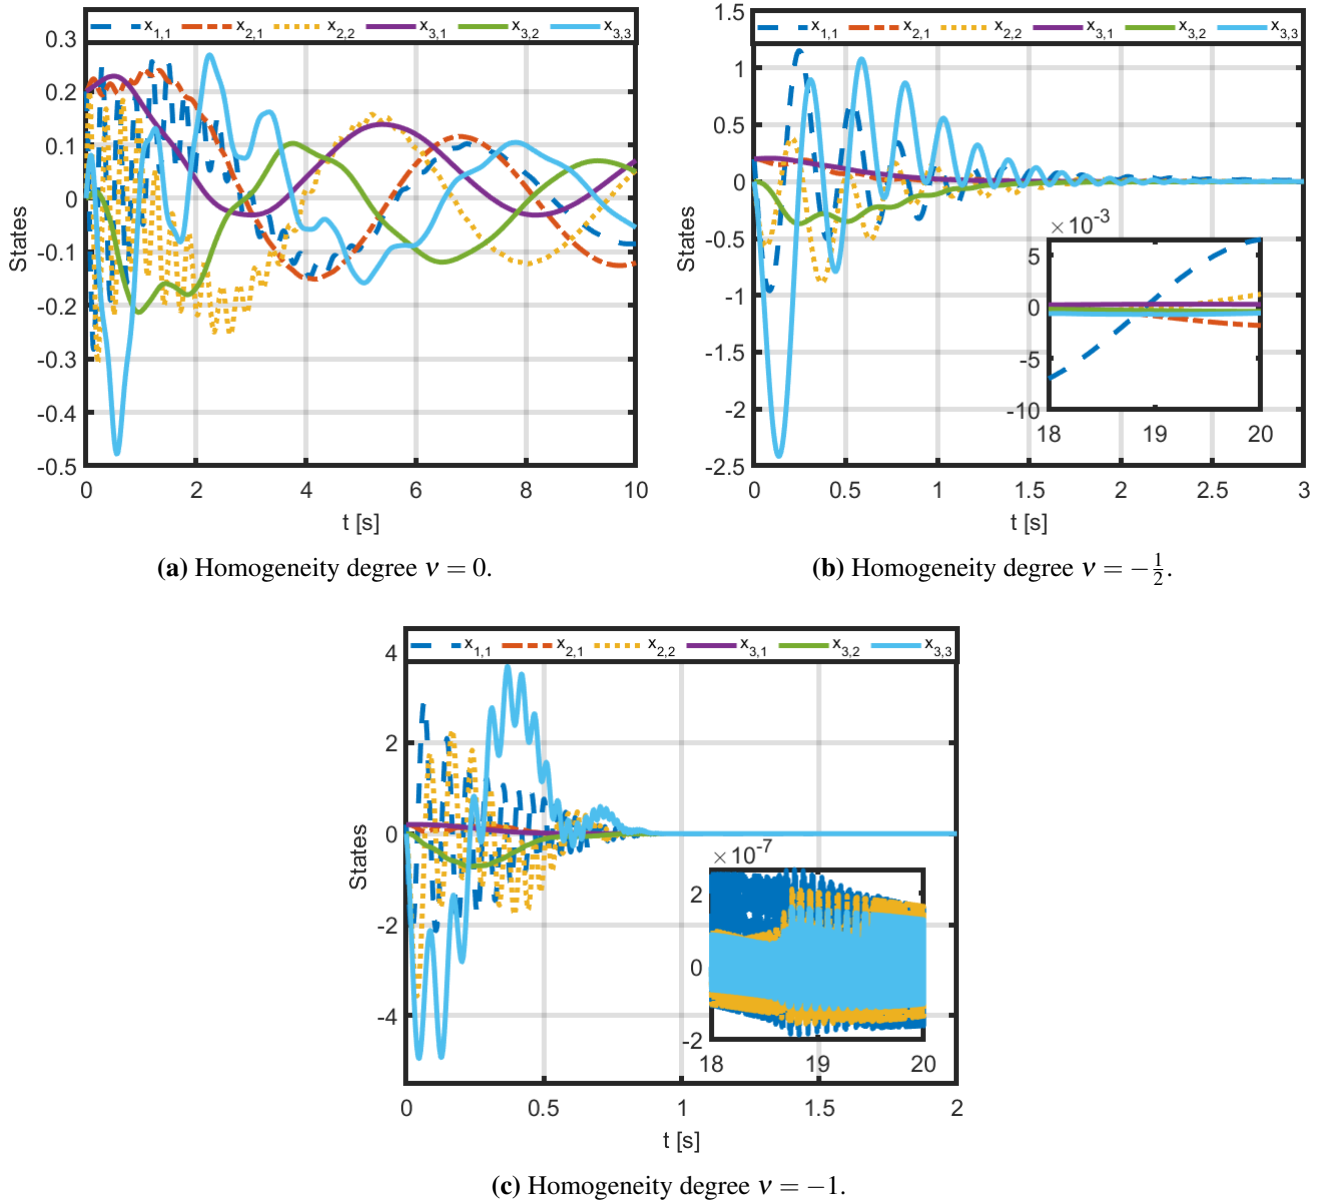 x1,1 x2,1 x2,2 x3,1 x3,2 x3,3
0.3
0.2
0.1
0
-0.1
-0.2
-0.3
-0.4
-0.5
States
0 2 4 6 8 10
t [s]
(a) Homogeneity degree ν = 0.
1.5
x1,1 x2,1 x2,2 x3,1 x3,2 x3,3
1
0.5
0
-0.5
-1
-1.5
-2
-2.5
States
×10-3
5
0
-5
-10
18 19 20
0 0.5 1 1.5 2 2.5 3
t [s]
(b) Homogeneity degree ν = −1/2.
x1,1 x2,1 x2,2 x3,1 x3,2 x3,3
4
2
0
-2
-4
States
×10-7
2
0
-2
18 19 20
0 0.5 1 1.5 2
t [s]
(c) Homogeneity degree ν = −1.